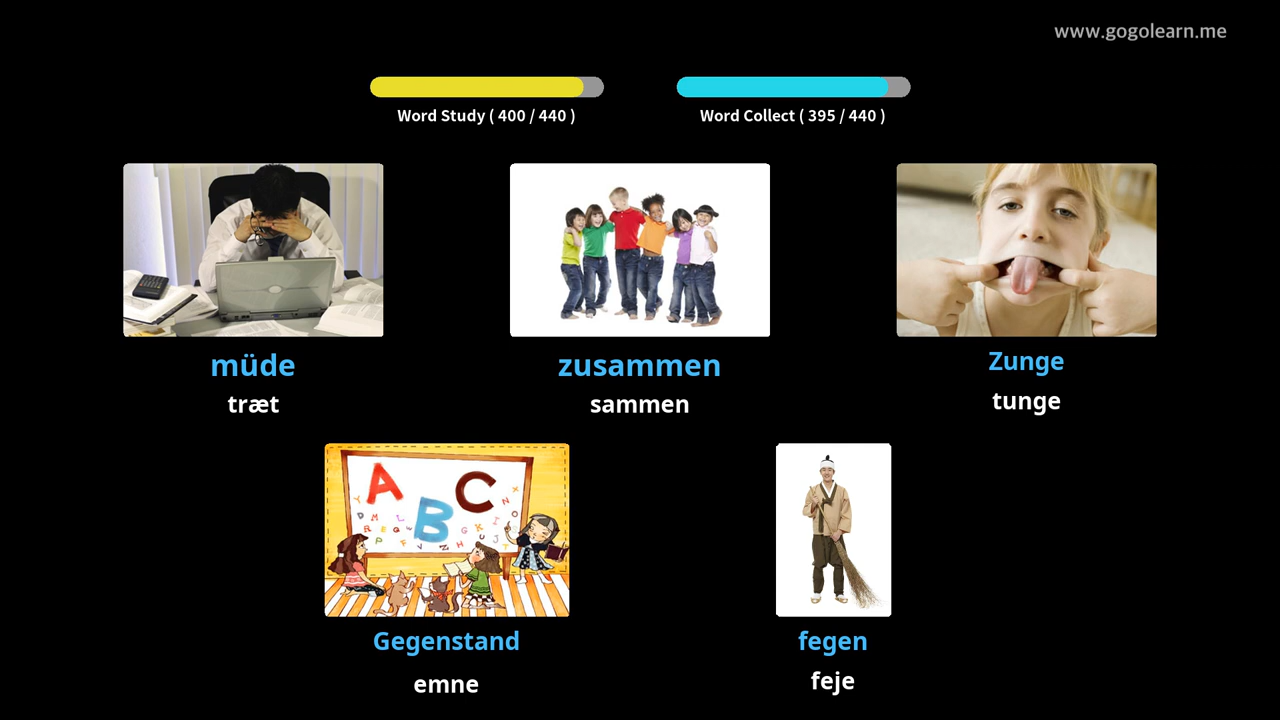 www.gogolearn.me
Word Study ( 400 / 440 )
Word Collect ( 395 / 440 )
müde
træt
zusammen
sammen
Zunge
tunge
A B C
Gegenstand
emne
fegen
feje